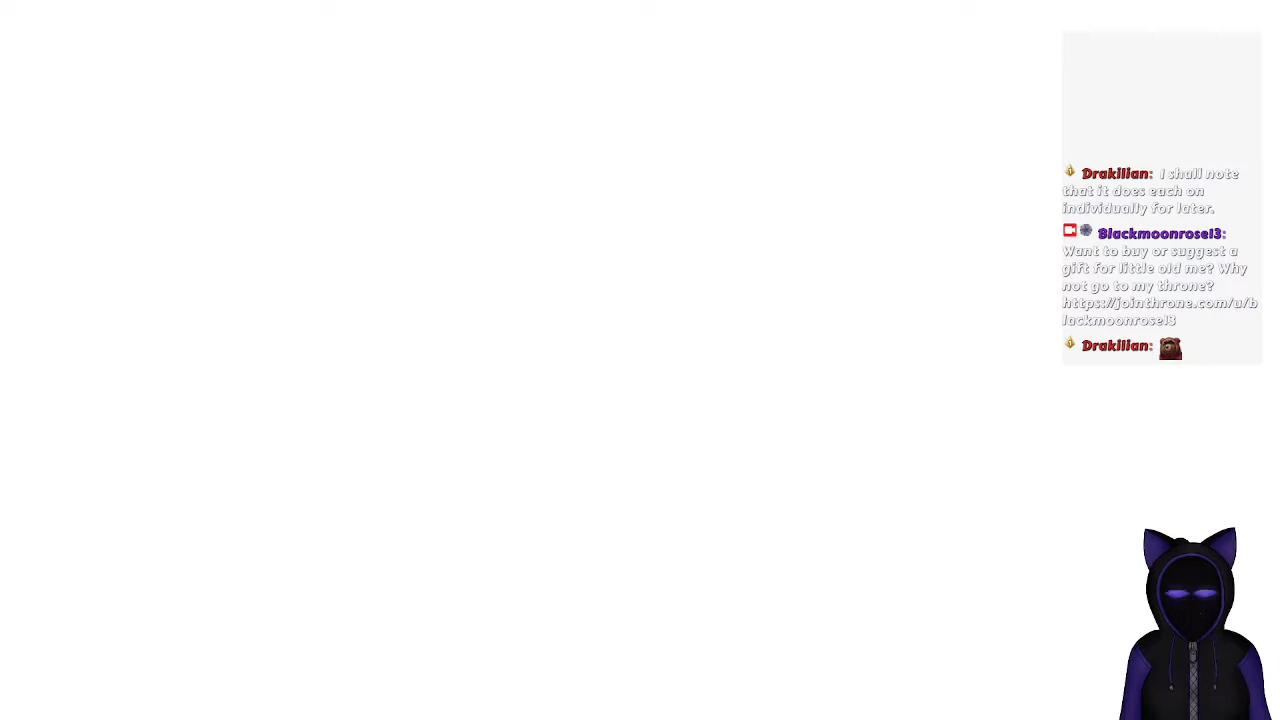 Drakilian: I shall note
that it does each on
individually for later.
Blackmoonrose13:
Want to buy or suggest a
gift for little old me? Why
not go to my throne?
https://jointhrone.com/u/b
lackmoonrose13
Drakilian: